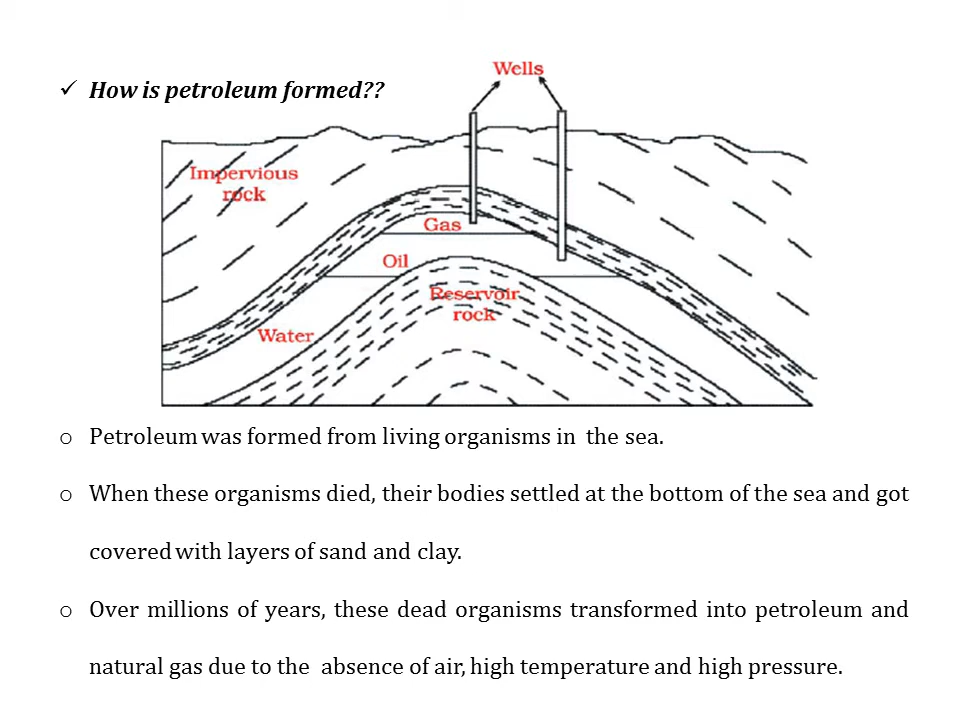 Wells
✓ How is petroleum formed??
Impervious
rock
Gas
Oil
Reservoir
rock
Water
o Petroleum was formed from living organisms in the sea.
o When these organisms died, their bodies settled at the bottom of the sea and got
covered with layers of sand and clay.
o Over millions of years, these dead organisms transformed into petroleum and
natural gas due to the absence of air, high temperature and high pressure.